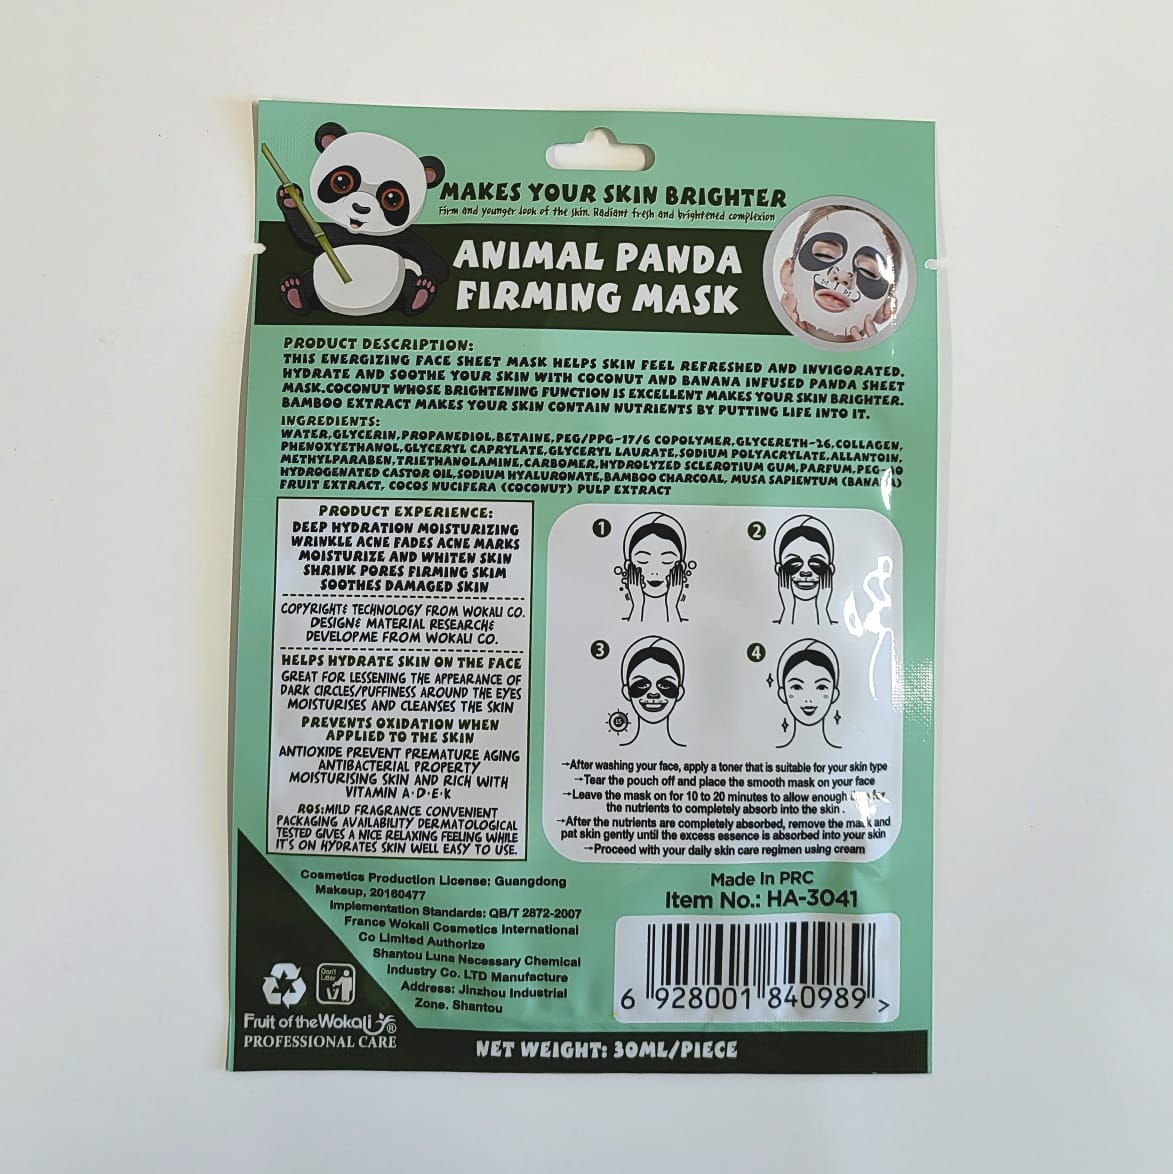 MAKES YOUR SKIN BRIGHTER
Firm and younger look of the skin. Radiant fresh and brightened complexion
ANIMAL PANDA
FIRMING MASK
PRODUCT DESCRIPTION:
THIS ENERGIZING FACE SHEET MASK HELPS SKIN FEEL REFRESHED AND INVIGORATED.
HYDRATE AND SOOTHE YOUR SKIN WITH COCONUT AND BANANA INFUSED PANDA SHEET
MASK.COCONUT WHOSE BRIGHTENING FUNCTION IS EXCELLENT MAKES YOUR SKIN BRIGHTER.
BAMBOO EXTRACT MAKES YOUR SKIN CONTAIN NUTRIENTS BY PUTTING LIFE INTO IT.
INGREDIENTS:
WATER,GLYCERIN,PROPANEDIOL,BETAINE,PEG/PPG-17/6 COPOLYMER,GLYCERETH-26,COLLAGEN,
PHENOXYETHANOL,GLYCERYL CAPRYLATE,GLYCERYL LAURATE,SODIUM POLYACRYLATE,ALLANTOIN,
METHYLPARABEN,TRIETHANOLAMINE,CARBOMER,HYDROLYZED SCLEROTIUM GUM,PARFUM,
HYDROGENATED CASTOR OIL,SODIUM HYALURONATE,BAMBOO CHARCOAL, MUSA SAPIENTUM (BANANA)
FRUIT EXTRACT, COCOS NUCIFERA (COCONUT) PULP EXTRACT
PRODUCT EXPERIENCE:
DEEP HYDRATION MOISTURIZING
WRINKLE ACNE FADES ACNE MARKS
MOISTURIZE AND WHITEN SKIN
SHRINK PORES FIRMING SKIM
SOOTHES DAMAGED SKIN
COPYRIGHT& TECHNOLOGY FROM WOKALI CO.
DESIGN& MATERIAL RESEARCH&
DEVELOPME FROM WOKALI CO.
HELPS HYDRATE SKIN ON THE FACE
GREAT FOR LESSENING THE APPEARANCE OF
DARK CIRCLES/PUFFINESS AROUND THE EYES
MOISTURISES AND CLEANSES THE SKIN
PREVENTS OXIDATION WHEN
APPLIED TO THE SKIN
ANTIOXIDE PREVENT PREMATURE AGING
ANTIBACTERIAL PROPERTY
MOISTURISING SKIN AND RICH WITH
VITAMIN A·D·E·K
ROS:MILD FRAGRANCE CONVENIENT
PACKAGING AVAILABILITY DERMATOLOGICAL
TESTED GIVES A NICE RELAXING FEELING WHILE
IT'S ON HYDRATES SKIN WELL EASY TO USE.
1
2
3
4
→After washing your face, apply a toner that is suitable for your skin type
→Tear the pouch off and place the smooth mask on your face
→Leave the mask on for 10 to 20 minutes to allow enough for
the nutrients to completely absorb into the skin .
→After the nutrients are completely absorbed, remove the mask and
pat skin gently until the excess essence is absorbed into your skin
→Proceed with your daily skin care regimen using cream
Cosmetics Production License: Guangdong
Makeup, 20160477
Implementation Standards: QB/T 2872-2007
France Wokali Cosmetics International
Co Limited Authorize
Shantou Luna Necessary Chemical
Industry Co. LTD Manufacture
Address: Jinzhou Industrial
Zone. Shantou
Made In PRC
Item No.: HA-3041
6 928001 840989 >
Don't
Litter
Fruit of the Wokali ®
PROFESSIONAL CARE
NET WEIGHT: 30ML/PIECE